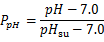 P_pH = (pH − 7.0) / (pH_su − 7.0)